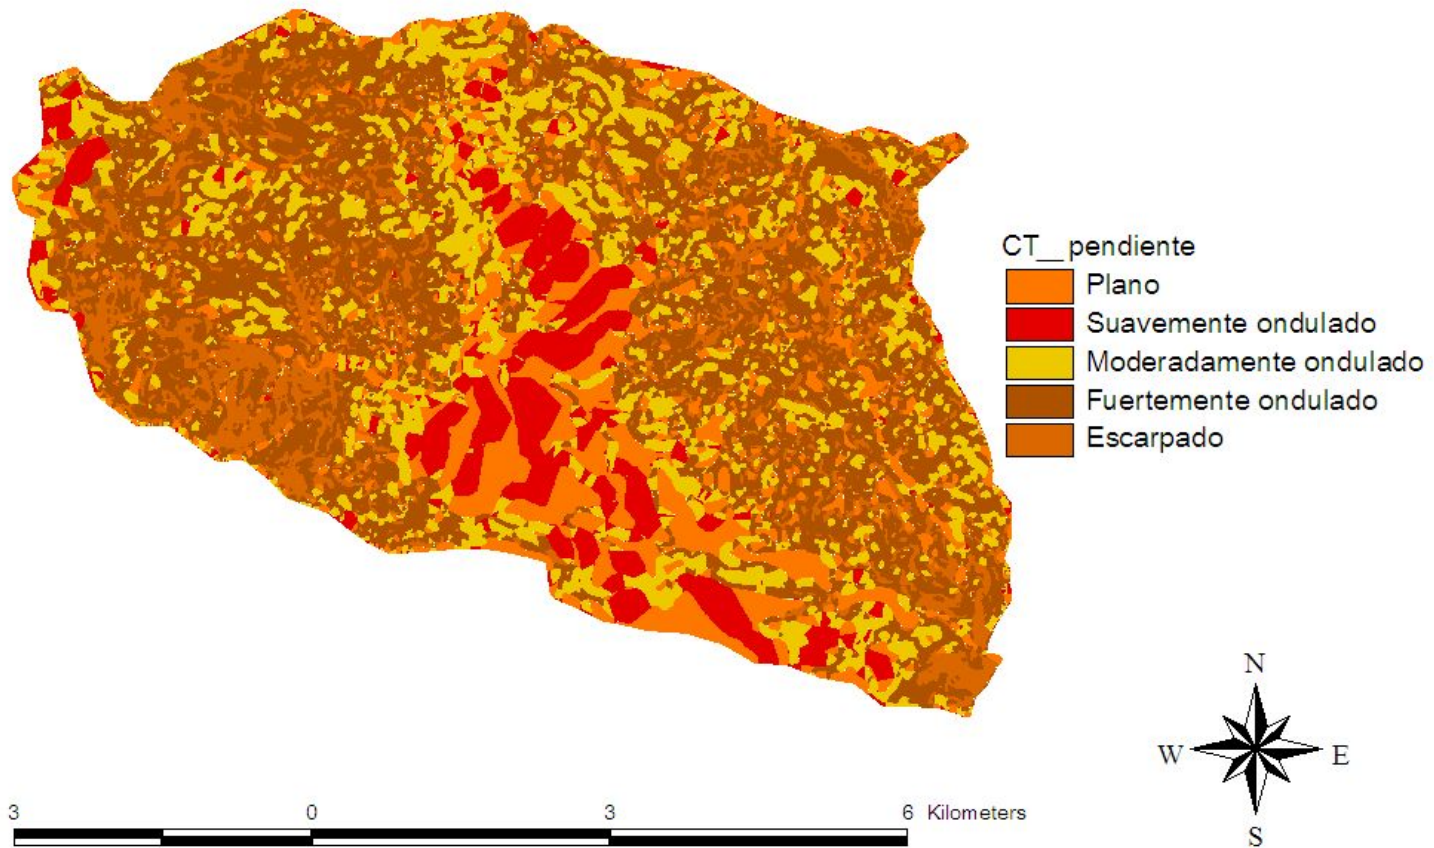 CT__pendiente
Plano
Suavemente ondulado
Moderadamente ondulado
Fuertemente ondulado
Escarpado
N
W E
S
3 0 3 6 Kilometers